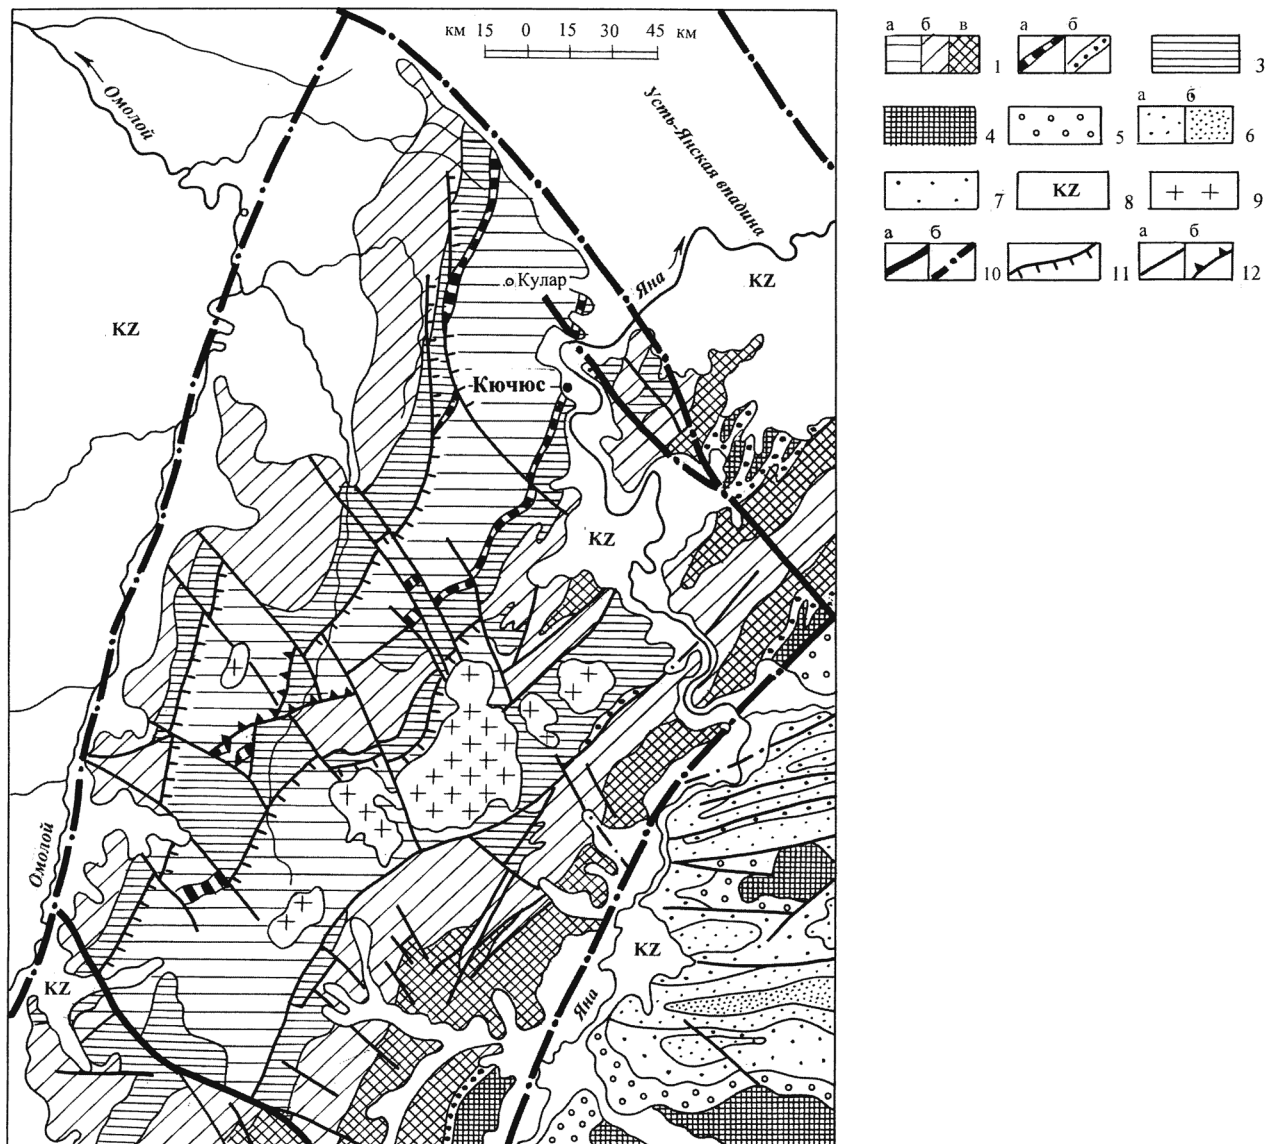 км 15 0 15 30 45 км
Омолой
Усть-Янская впадина
Яна
KZ
Кулар
KZ
Кючюс
KZ
Омолой
KZ
KZ
Яна
а б в
1
а б
2
3
4
5
а б
6
7
KZ
8
9
а б
10
11
а б
12